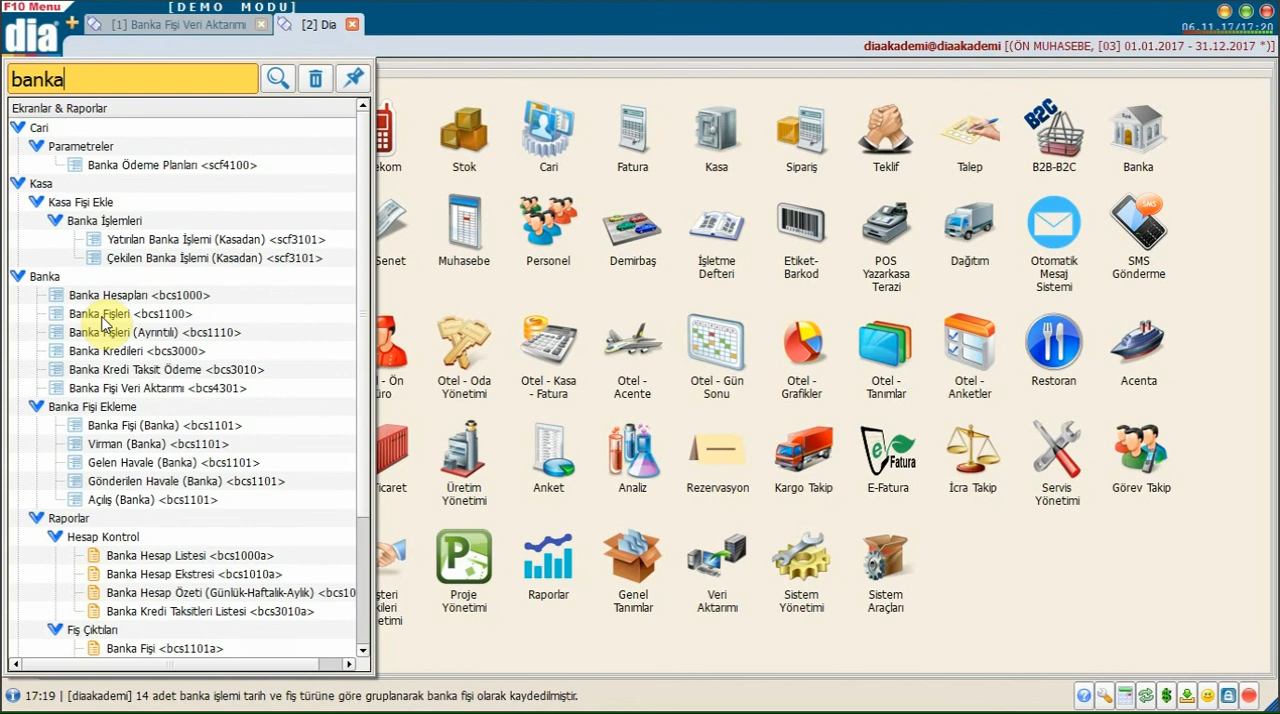 F10 Menu
[DEMO MODU]
dia
[1] Banka Fişi Veri Aktarımı
[2] Dia
06.11.17/17:20
diaakademi@diaakademi [(ÖN MUHASEBE, [03] 01.01.2017 - 31.12.2017 *)]
banka
Ekranlar & Raporlar
Cari
Parametreler
Banka Ödeme Planları <scf4100>
Kasa
Kasa Fişi Ekle
Banka İşlemleri
Yatırılan Banka İşlemi (Kasadan) <scf3101>
Çekilen Banka İşlemi (Kasadan) <scf3101>
Banka
Banka Hesapları <bcs1000>
Banka Fişleri <bcs1100>
Banka Fişleri (Ayrıntılı) <bcs1110>
Banka Kredileri <bcs3000>
Banka Kredi Taksit Ödeme <bcs3010>
Banka Fişi Veri Aktarımı <bcs4301>
Banka Fişi Ekleme
Banka Fişi (Banka) <bcs1101>
Virman (Banka) <bcs1101>
Gelen Havale (Banka) <bcs1101>
Gönderilen Havale (Banka) <bcs1101>
Açılış (Banka) <bcs1101>
Raporlar
Hesap Kontrol
Banka Hesap Listesi <bcs1000a>
Banka Hesap Ekstresi <bcs1010a>
Banka Hesap Özeti (Günlük-Haftalık-Aylık) <bcs10
Banka Kredi Taksitleri Listesi <bcs3010a>
Fiş Çıktıları
Banka Fişi <bcs1101a>
ekom
Stok
Cari
Fatura
Kasa
Sipariş
Teklif
Talep
B2C
B2B-B2C
Banka
Senet
Muhasebe
Personel
Demirbaş
İşletme Defteri
Etiket-Barkod
POS Yazarkasa Terazi
Dağıtım
Otomatik Mesaj Sistemi
SMS
SMS Gönderme
- Ön
üro
Otel - Oda Yönetimi
Otel - Kasa - Fatura
Otel - Acente
Otel - Gün Sonu
Otel - Grafikler
Otel - Tanımlar
Otel - Anketler
Restoran
Acenta
icaret
Üretim Yönetimi
Anket
Analiz
Rezervasyon
Kargo Takip
Fatura
E-Fatura
İcra Takip
Servis Yönetimi
Görev Takip
şteri
kileri
netimi
P
Proje Yönetimi
Raporlar
Genel Tanımlar
Veri Aktarımı
Sistem Yönetimi
Sistem Araçları
17:19 | [diaakademi] 14 adet banka işlemi tarih ve fiş türüne göre gruplanarak banka fişi olarak kaydedilmiştir.